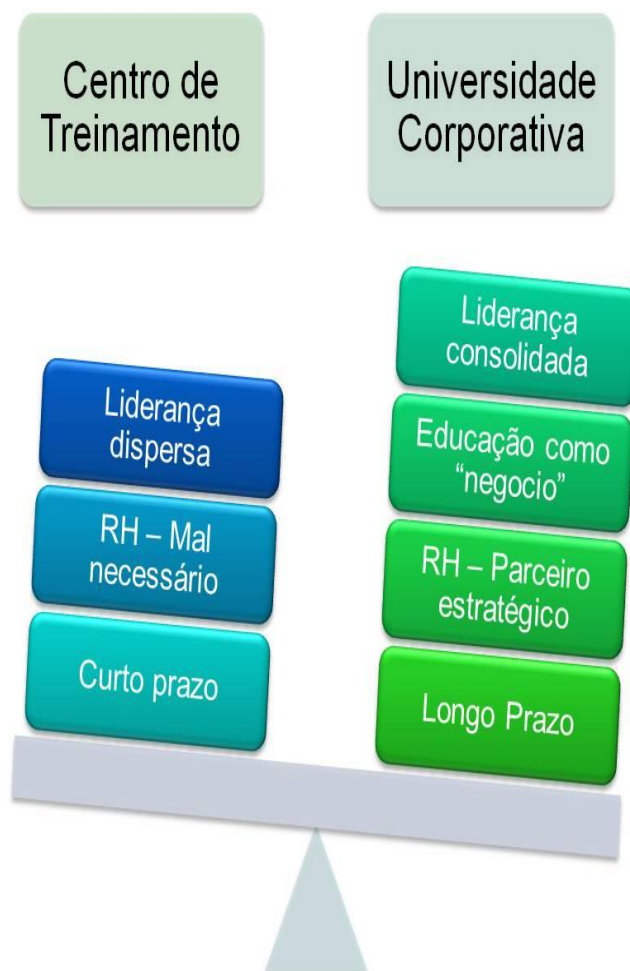 Centro de
Treinamento
Universidade
Corporativa
Liderança
dispersa
RH – Mal
necessário
Curto prazo
Liderança
consolidada
Educação como
“negocio”
RH – Parceiro
estratégico
Longo Prazo